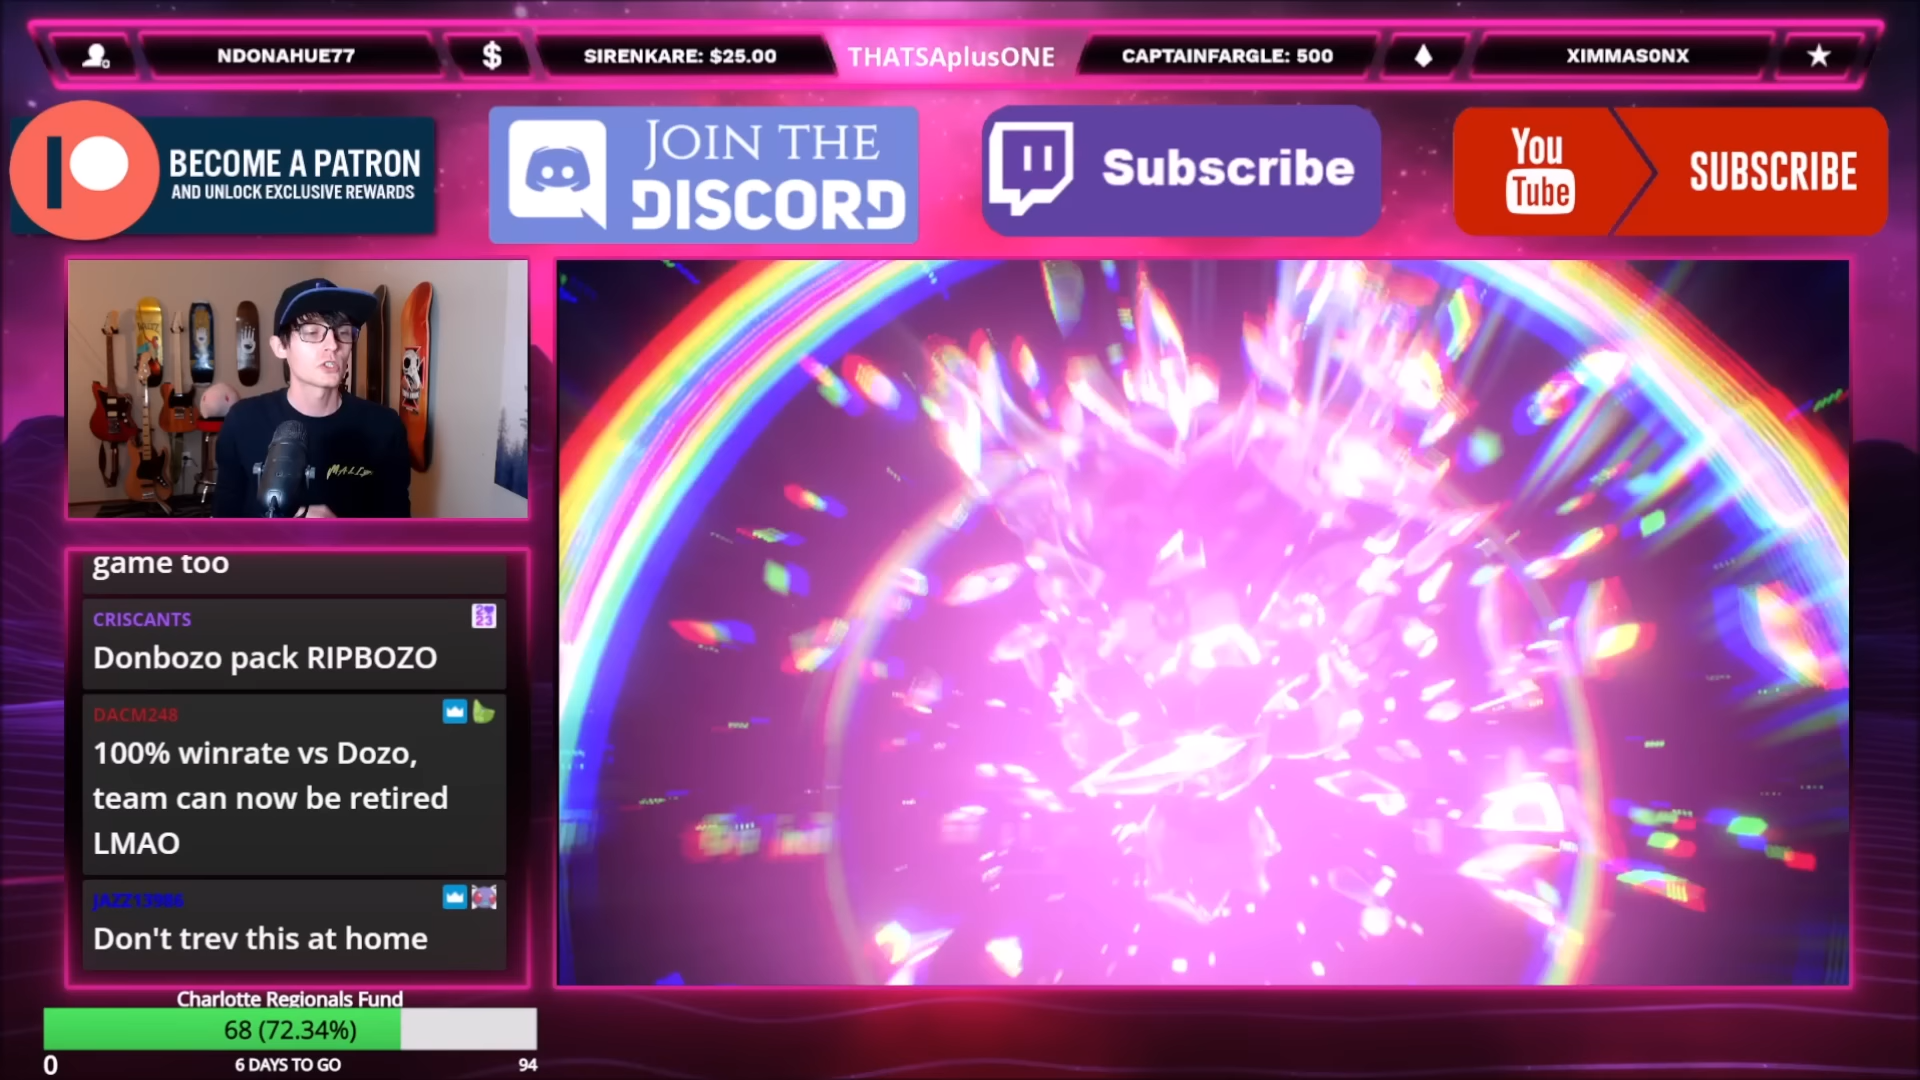 NDONAHUE77
$
SIRENKARE: $25.00
THATSAplusONE
CAPTAINFARGLE: 500
XIMMAS0NX
BECOME A PATRON
AND UNLOCK EXCLUSIVE REWARDS
JOIN THE
DISCORD
Subscribe
You
Tube
SUBSCRIBE
game too
CRISCANTS
Donbozo pack RIPBOZO
DACM248
100% winrate vs Dozo,
team can now be retired
LMAO
JAZZ13986
Don't trev this at home
Charlotte Regionals Fund
68 (72.34%)
0
6 DAYS TO GO
94